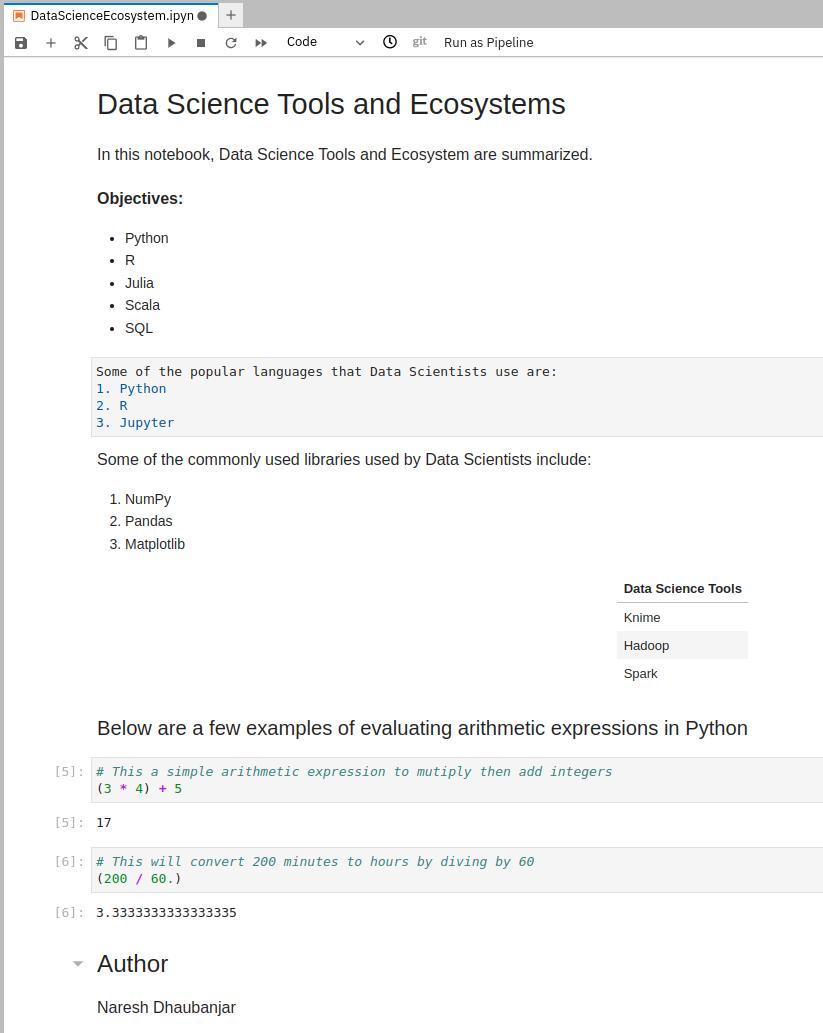 DataScienceEcosystem.ipyn
Code
git
Run as Pipeline
Data Science Tools and Ecosystems
In this notebook, Data Science Tools and Ecosystem are summarized.
Objectives:
• Python
• R
• Julia
• Scala
• SQL
Some of the popular languages that Data Scientists use are:
1. Python
2. R
3. Jupyter
Some of the commonly used libraries used by Data Scientists include:
1. NumPy
2. Pandas
3. Matplotlib
Data Science Tools
Knime
Hadoop
Spark
Below are a few examples of evaluating arithmetic expressions in Python
[5]: # This a simple arithmetic expression to mutiply then add integers
(3 * 4) + 5
[5]: 17
[6]: # This will convert 200 minutes to hours by diving by 60
(200 / 60.)
[6]: 3.3333333333333335
Author
Naresh Dhaubanjar